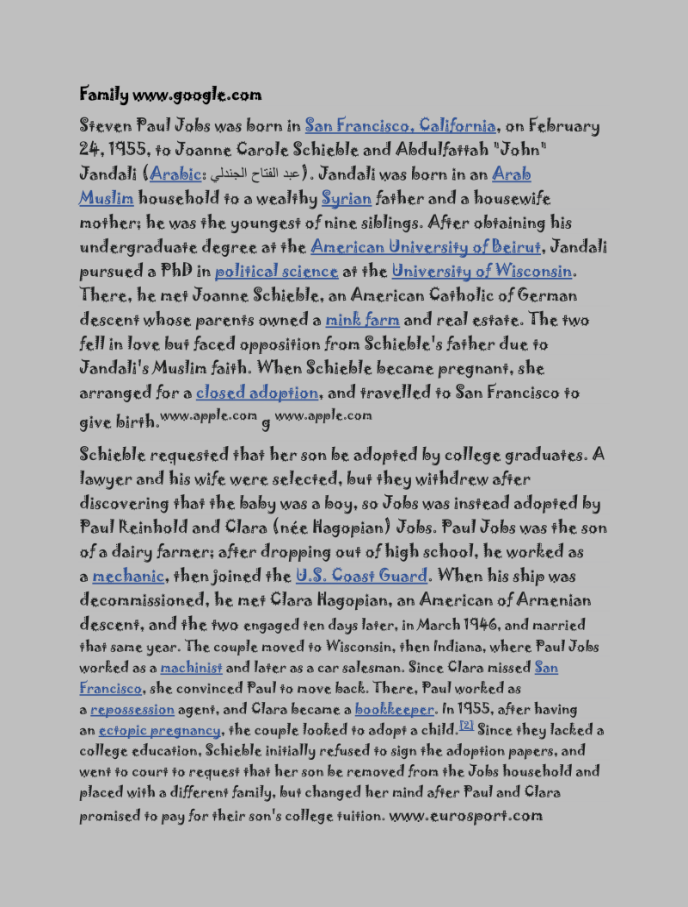 Family www.google.com
Steven Paul Jobs was born in San Francisco, California, on February
24, 1955, to Joanne Carole Schieble and Abdulfattah "John"
Jandali (Arabic: عبد الفتاح الجندلي). Jandali was born in an Arab
Muslim household to a wealthy Syrian father and a housewife
mother; he was the youngest of nine siblings. After obtaining his
undergraduate degree at the American University of Beirut, Jandali
pursued a PhD in political science at the University of Wisconsin.
There, he met Joanne Schieble, an American Catholic of German
descent whose parents owned a mink farm and real estate. The two
fell in love but faced opposition from Schieble's father due to
Jandali's Muslim faith. When Schieble became pregnant, she
arranged for a closed adoption, and travelled to San Francisco to
give birth.www.apple.com g www.apple.com
Schieble requested that her son be adopted by college graduates. A
lawyer and his wife were selected, but they withdrew after
discovering that the baby was a boy, so Jobs was instead adopted by
Paul Reinhold and Clara (née Hagopian) Jobs. Paul Jobs was the son
of a dairy farmer; after dropping out of high school, he worked as
a mechanic, then joined the U.S. Coast Guard. When his ship was
decommissioned, he met Clara Hagopian, an American of Armenian
descent, and the two engaged ten days later, in March 1946, and married
that same year. The couple moved to Wisconsin, then Indiana, where Paul Jobs
worked as a machinist and later as a car salesman. Since Clara missed San
Francisco, she convinced Paul to move back. There, Paul worked as
a repossession agent, and Clara became a bookkeeper. In 1955, after having
an ectopic pregnancy, the couple looked to adopt a child.[2] Since they lacked a
college education, Schieble initially refused to sign the adoption papers, and
went to court to request that her son be removed from the Jobs household and
placed with a different family, but changed her mind after Paul and Clara
promised to pay for their son's college tuition. www.eurosport.com